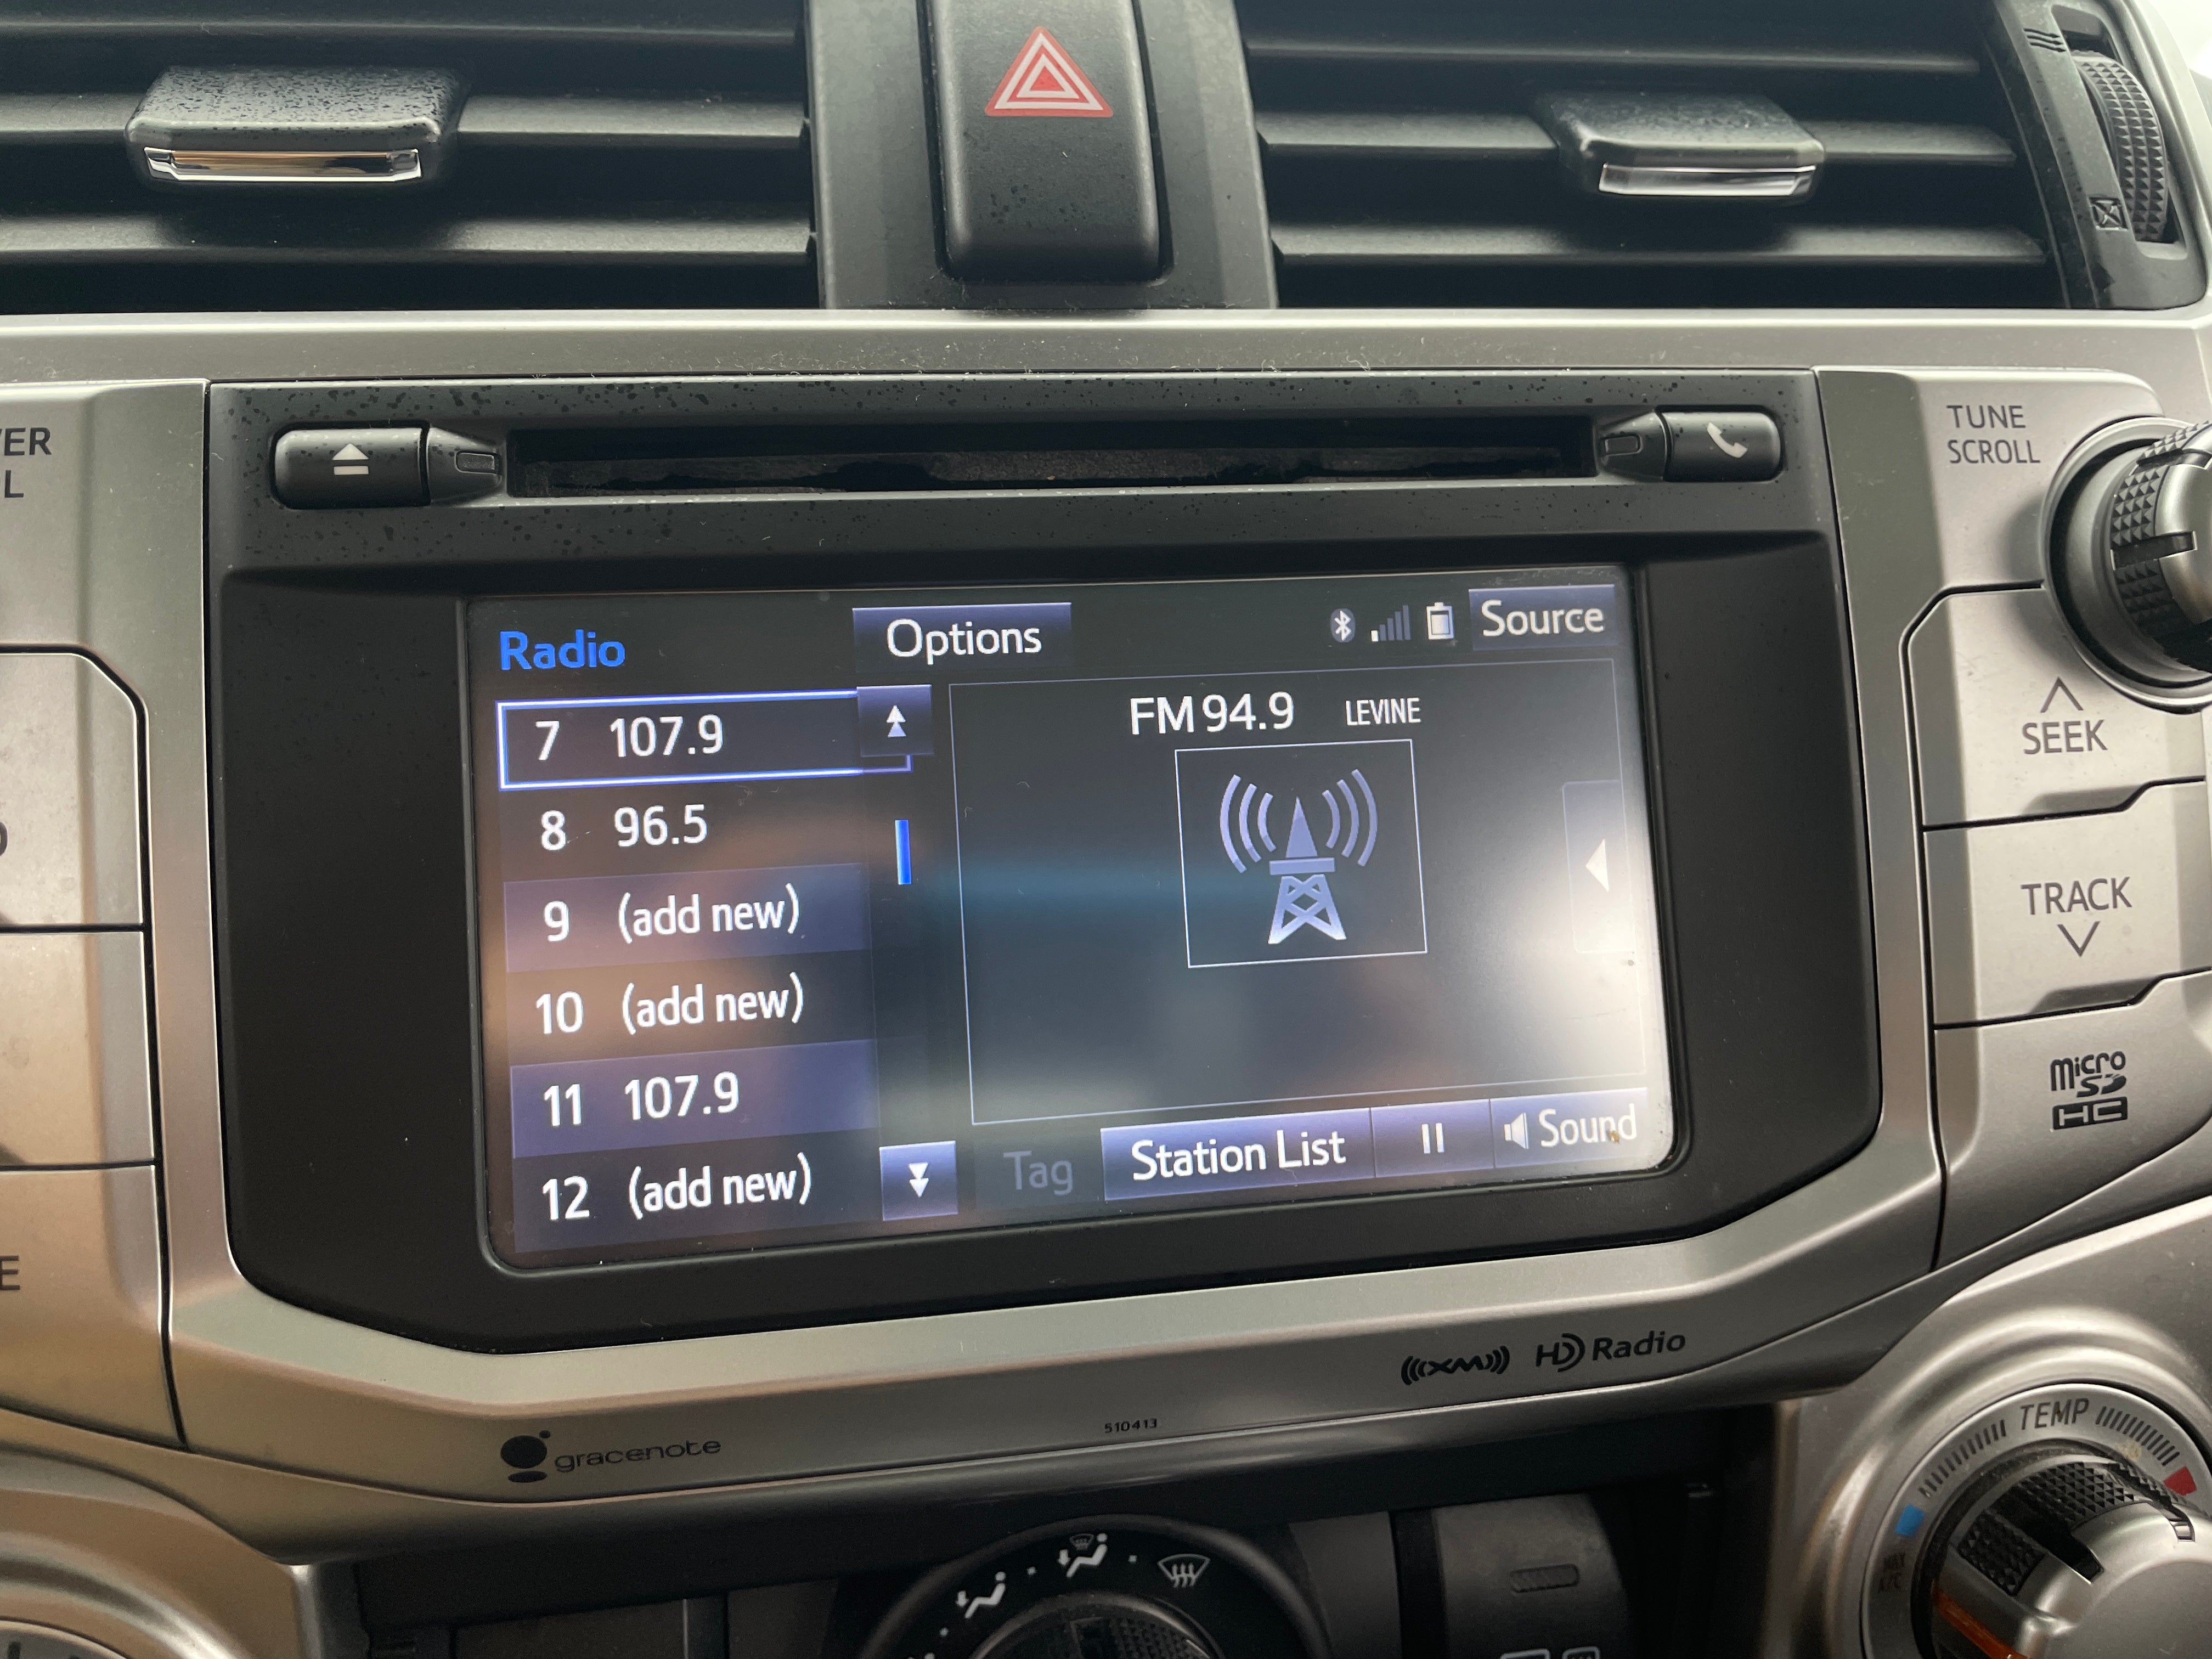 VER
L
TUNE
SCROLL
Radio
Options
Source
7 107.9
FM 94.9 LEVINE
8 96.5
9 (add new)
10 (add new)
11 107.9
12 (add new)
Tag
Station List
Sound
SEEK
TRACK
micro
SD
HC
E
((XM)) HD Radio
gracenote
510413
TEMP